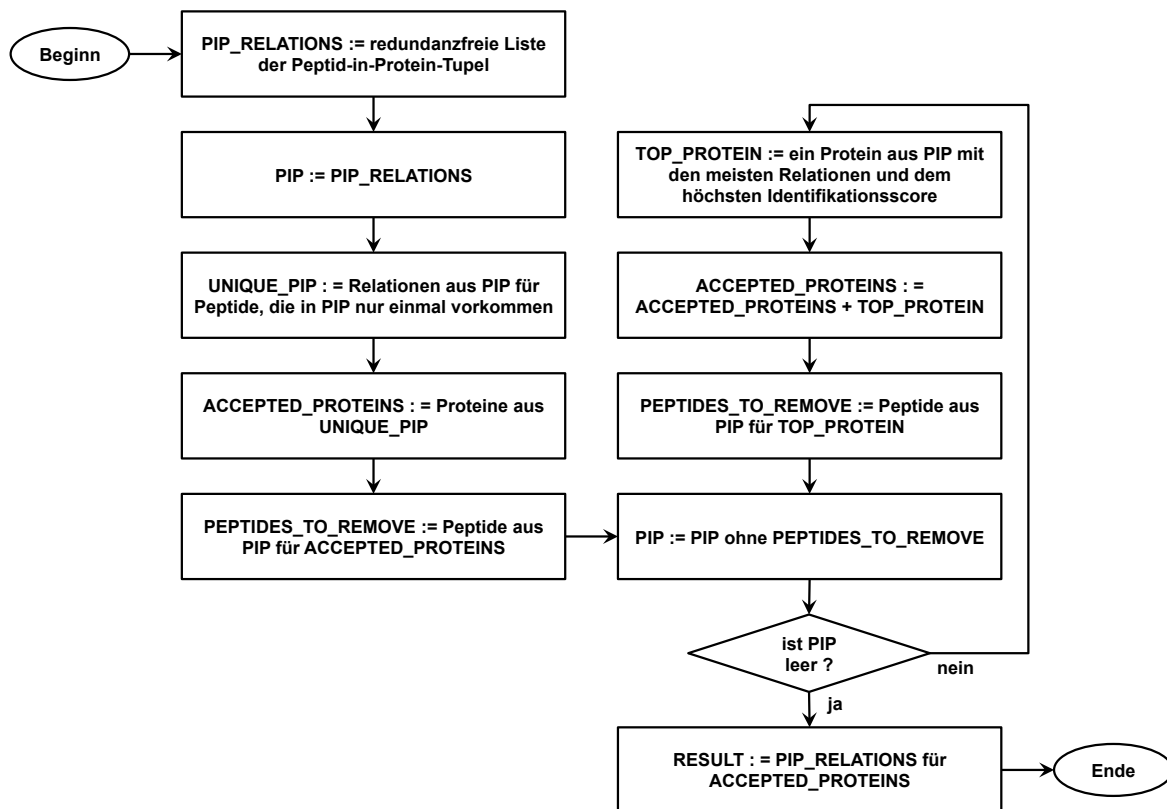 Beginn
PIP_RELATIONS := redundanzfreie Liste
der Peptid-in-Protein-Tupel
PIP := PIP_RELATIONS
UNIQUE_PIP : = Relationen aus PIP für
Peptide, die in PIP nur einmal vorkommen
ACCEPTED_PROTEINS : = Proteine aus
UNIQUE_PIP
PEPTIDES_TO_REMOVE := Peptide aus
PIP für ACCEPTED_PROTEINS
TOP_PROTEIN := ein Protein aus PIP mit
den meisten Relationen und dem
höchsten Identifikationsscore
ACCEPTED_PROTEINS : =
ACCEPTED_PROTEINS + TOP_PROTEIN
PEPTIDES_TO_REMOVE := Peptide aus
PIP für TOP_PROTEIN
PIP := PIP ohne PEPTIDES_TO_REMOVE
ist PIP
leer ?
nein
ja
RESULT : = PIP_RELATIONS für
ACCEPTED_PROTEINS
Ende